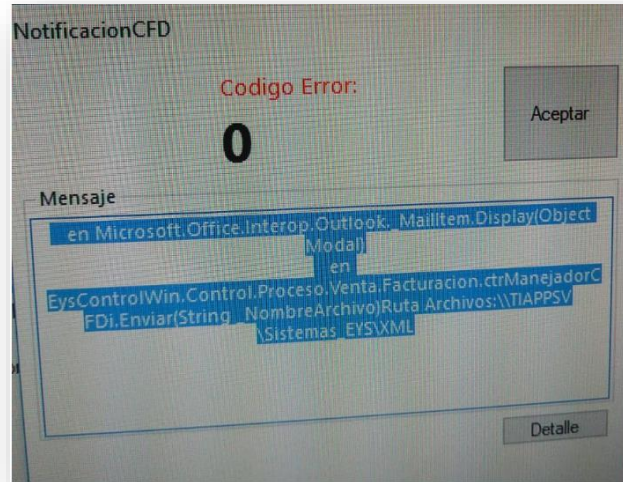 NotificacionCFD
Codigo Error:
0
Aceptar
Mensaje
en Microsoft.Office.Interop.Outlook._MailItem.Display(Object
Modal)
en
EysControlWin.Control.Proceso.Venta.Facturacion.ctrManejadorC
FDi.Enviar(String _NombreArchivo)Ruta Archivos:\\TIAPPSV
\Sistemas_EYS\XML
Detalle